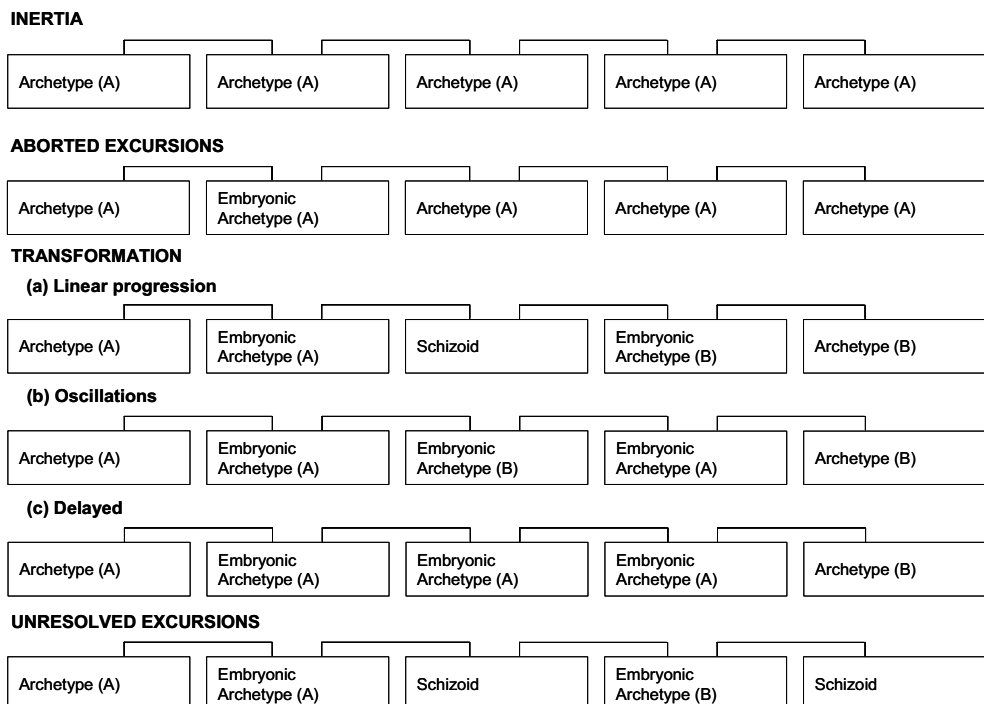 INERTIA
Archetype (A)
Archetype (A)
Archetype (A)
Archetype (A)
Archetype (A)
ABORTED EXCURSIONS
Archetype (A)
Embryonic
Archetype (A)
Archetype (A)
Archetype (A)
Archetype (A)
TRANSFORMATION
(a) Linear progression
Archetype (A)
Embryonic
Archetype (A)
Schizoid
Embryonic
Archetype (B)
Archetype (B)
(b) Oscillations
Archetype (A)
Embryonic
Archetype (A)
Embryonic
Archetype (B)
Embryonic
Archetype (A)
Archetype (B)
(c) Delayed
Archetype (A)
Embryonic
Archetype (A)
Embryonic
Archetype (A)
Embryonic
Archetype (A)
Archetype (B)
UNRESOLVED EXCURSIONS
Archetype (A)
Embryonic
Archetype (A)
Schizoid
Embryonic
Archetype (B)
Schizoid